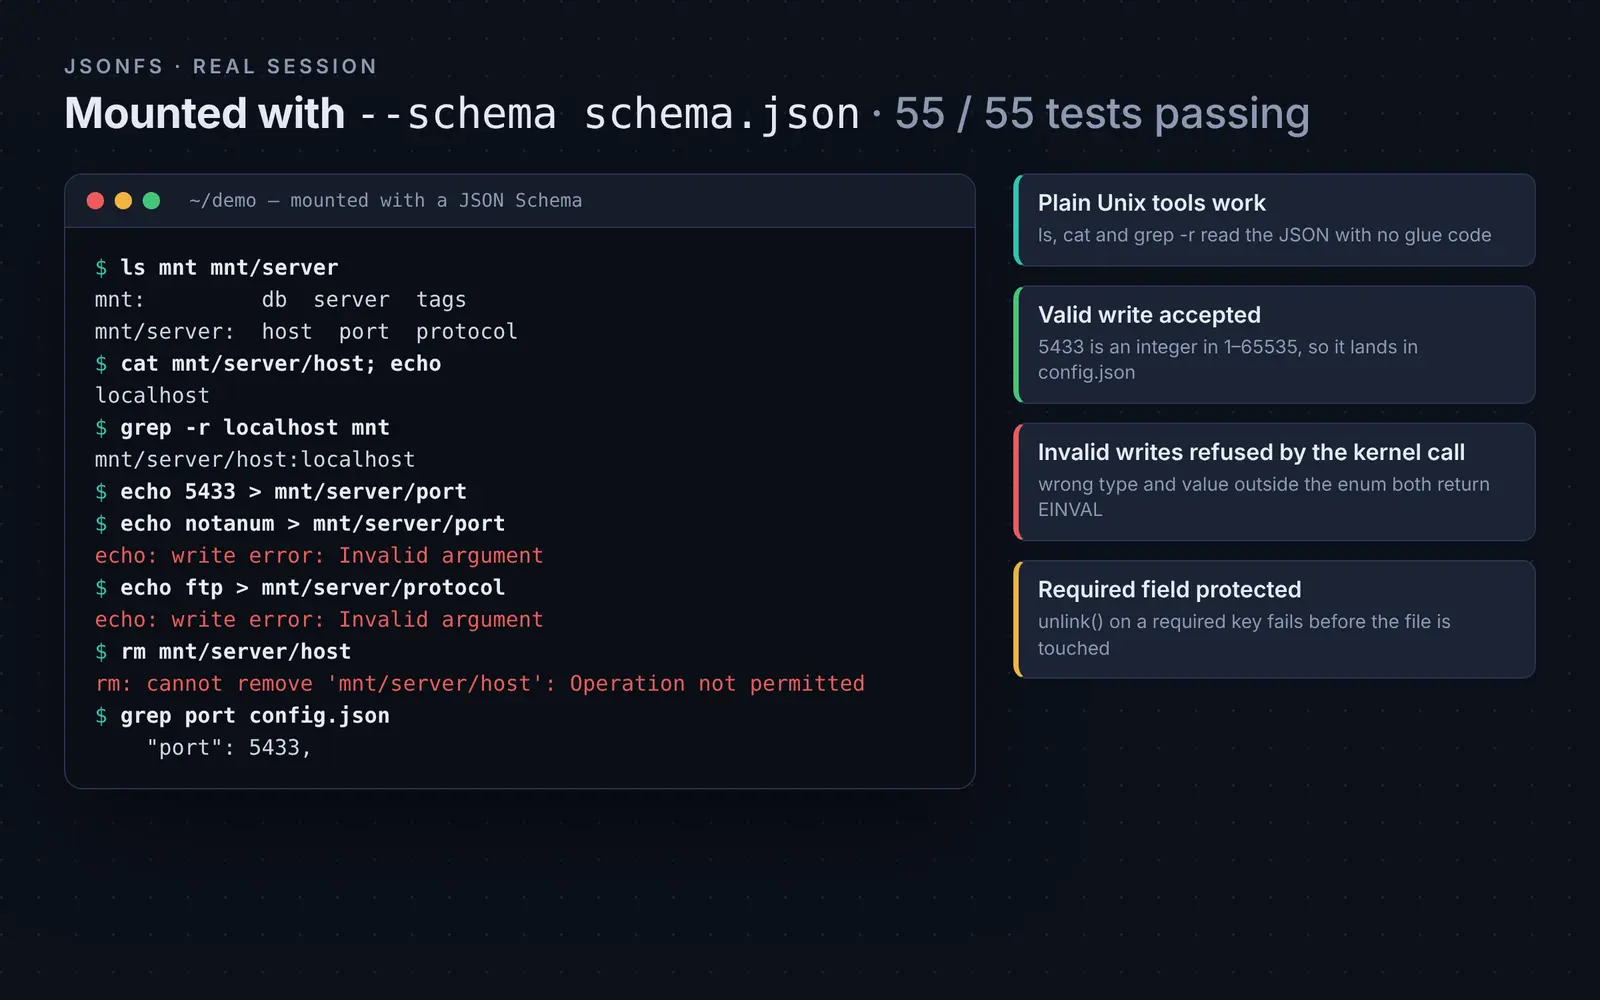 JSONFS · REAL SESSION
Mounted with --schema schema.json · 55 / 55 tests passing
~/demo — mounted with a JSON Schema
$ ls mnt mnt/server
mnt:         db  server  tags
mnt/server:  host  port  protocol
$ cat mnt/server/host; echo
localhost
$ grep -r localhost mnt
mnt/server/host:localhost
$ echo 5433 > mnt/server/port
$ echo notanum > mnt/server/port
echo: write error: Invalid argument
$ echo ftp > mnt/server/protocol
echo: write error: Invalid argument
$ rm mnt/server/host
rm: cannot remove 'mnt/server/host': Operation not permitted
$ grep port config.json
    "port": 5433,
Plain Unix tools work
ls, cat and grep -r read the JSON with no glue code
Valid write accepted
5433 is an integer in 1–65535, so it lands in
config.json
Invalid writes refused by the kernel call
wrong type and value outside the enum both return
EINVAL
Required field protected
unlink() on a required key fails before the file is
touched